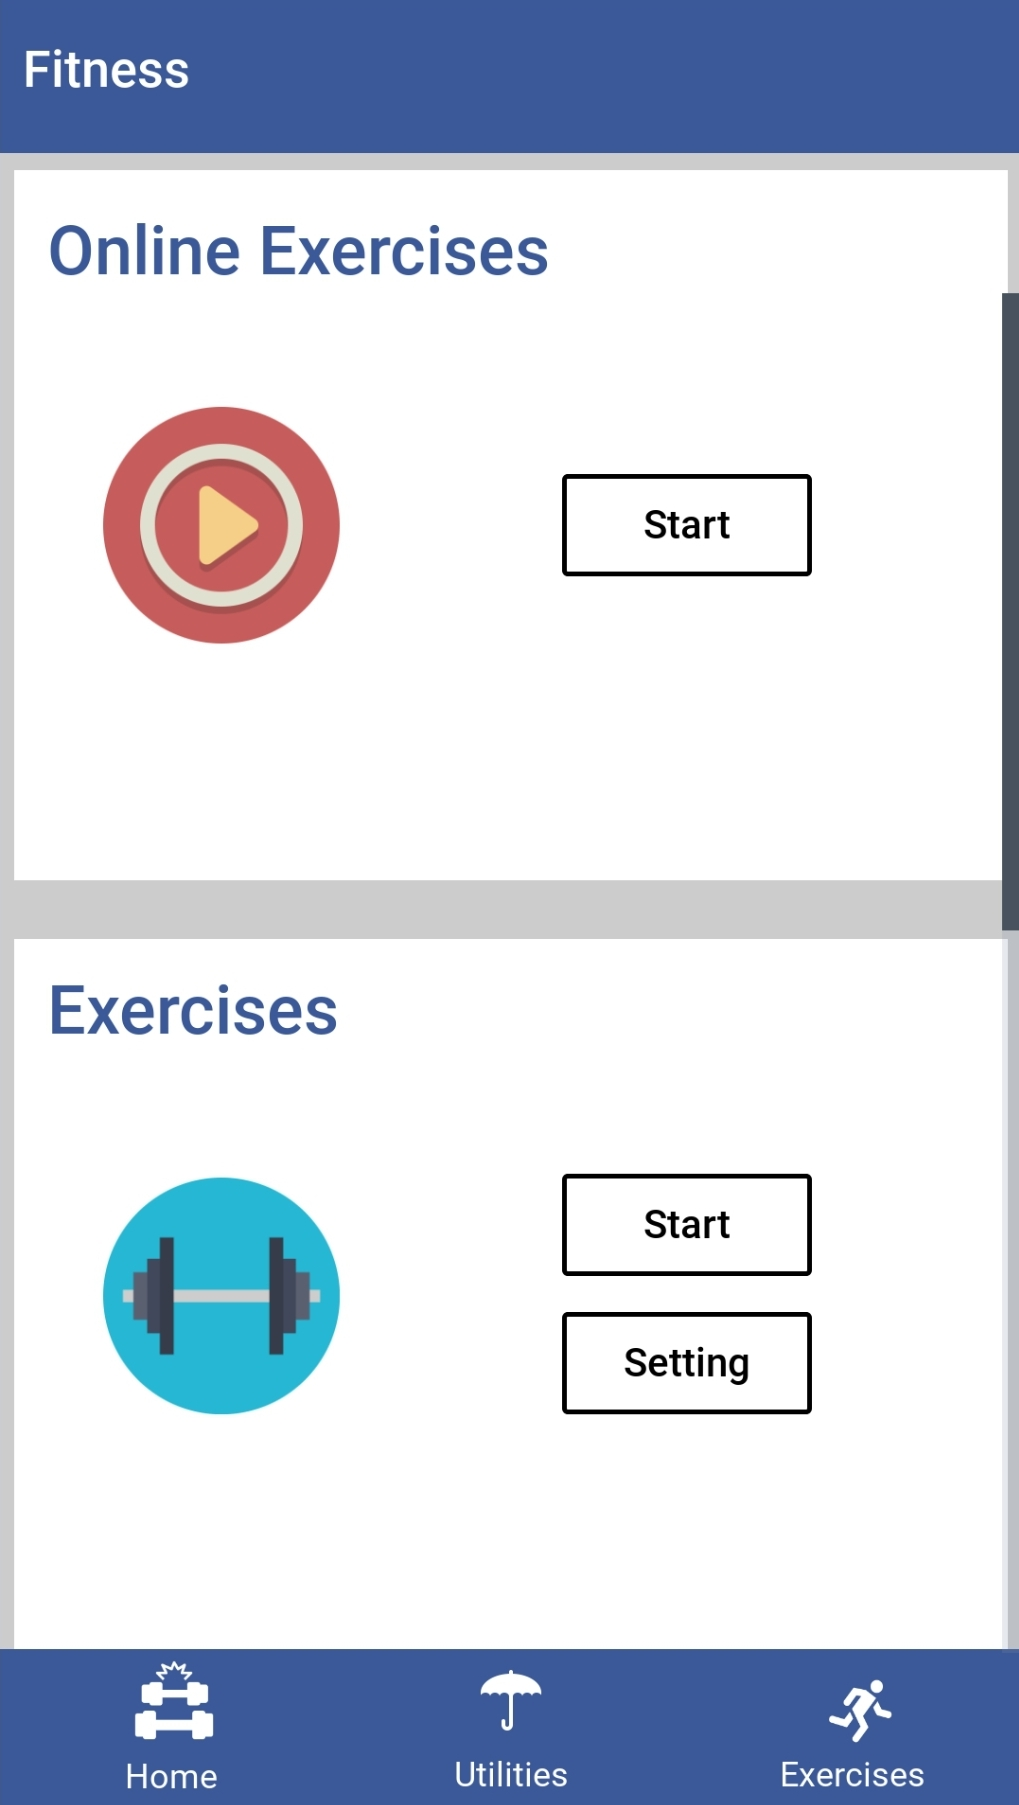 Fitness
Online Exercises
Start
Exercises
Start
Setting
Home
Utilities
Exercises